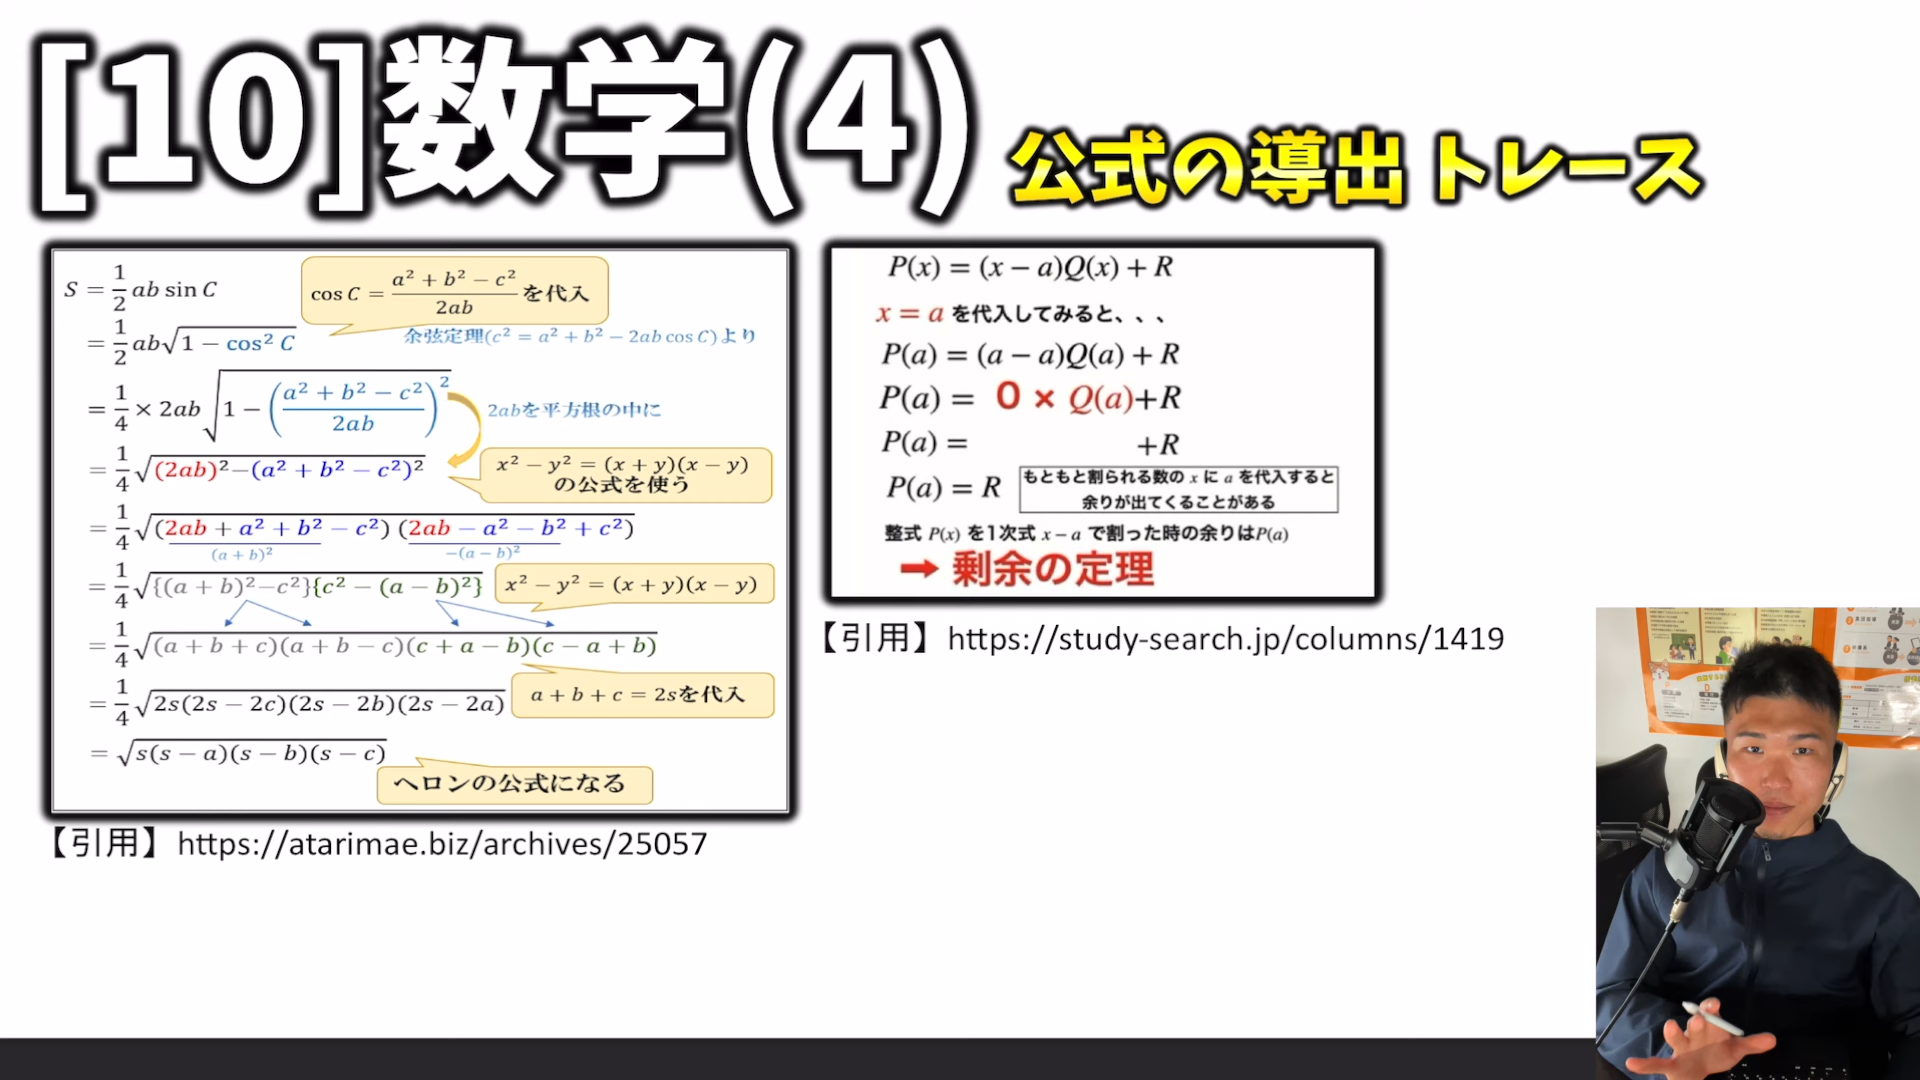 [10]数学(4) 公式の導出 トレース
S = 1/2 ab sin C
cos C = (a² + b² − c²)/2ab を代入
= 1/2 ab√(1 − cos² C)
余弦定理(c² = a² + b² − 2ab cos C)より
= 1/4 × 2ab √(1 − ((a² + b² − c²)/2ab)²)
2abを平方根の中に
= 1/4 √((2ab)²−(a² + b² − c²)²)
x² − y² = (x + y)(x − y)
の公式を使う
= 1/4 √((2ab + a² + b² − c²) (2ab − a² − b² + c²))
(a + b)² −(a − b)²
= 1/4 √({(a + b)²−c²}{c² − (a − b)²})
x² − y² = (x + y)(x − y)
= 1/4 √((a + b + c)(a + b − c)(c + a − b)(c − a + b))
= 1/4 √(2s(2s − 2c)(2s − 2b)(2s − 2a))
a + b + c = 2sを代入
= √(s(s − a)(s − b)(s − c))
ヘロンの公式になる
【引用】https://atarimae.biz/archives/25057
P(x) = (x − a)Q(x) + R
x = a を代入してみると、、、
P(a) = (a − a)Q(a) + R
P(a) = 0 × Q(a)+R
P(a) = +R
P(a) = R
もともと割られる数の x に a を代入すると
余りが出てくることがある
整式 P(x) を1次式 x − a で割った時の余りはP(a)
➡ 剰余の定理
【引用】https://study-search.jp/columns/1419